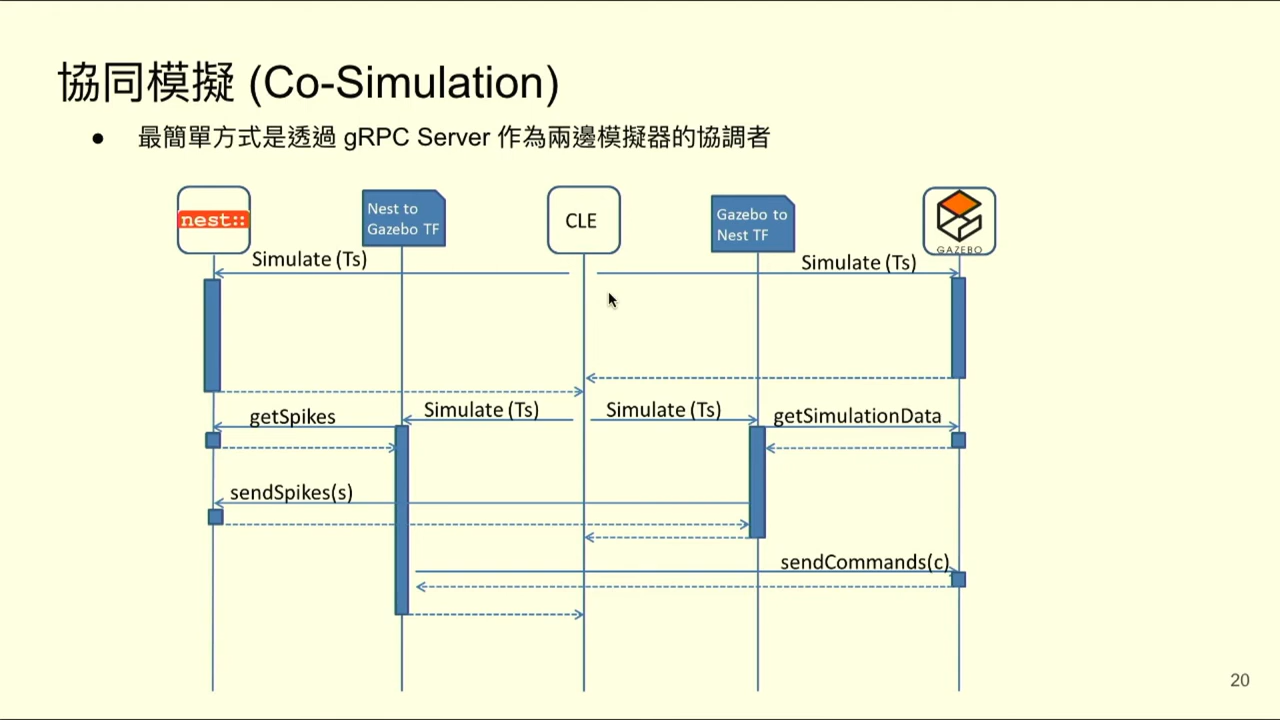 協同模擬 (Co-Simulation)
● 最簡單方式是透過 gRPC Server 作為兩邊模擬器的協調者
nest::
Nest to
Gazebo TF
CLE
Gazebo to
Nest TF
GAZEBO
Simulate (Ts)
Simulate (Ts)
getSpikes
Simulate (Ts)
Simulate (Ts)
getSimulationData
sendSpikes(s)
sendCommands(c)
20